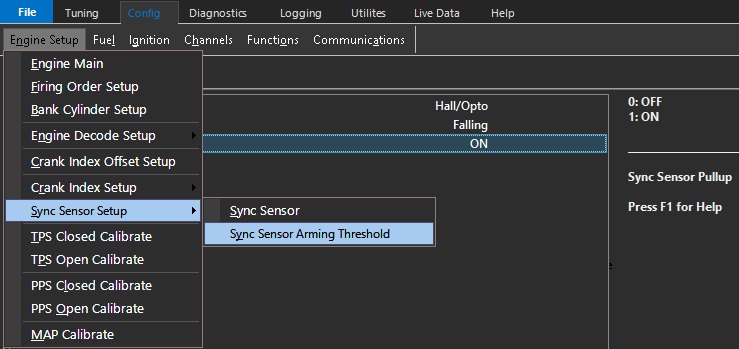 File Tuning Config Diagnostics Logging Utilites Live Data Help
Engine Setup Fuel Ignition Channels Functions Communications
Engine Main
Firing Order Setup
Bank Cylinder Setup
Engine Decode Setup
Crank Index Offset Setup
Crank Index Setup
Sync Sensor Setup
TPS Closed Calibrate
TPS Open Calibrate
PPS Closed Calibrate
PPS Open Calibrate
MAP Calibrate
Sync Sensor
Sync Sensor Arming Threshold
Hall/Opto
Falling
ON
0: OFF
1: ON
Sync Sensor Pullup
Press F1 for Help